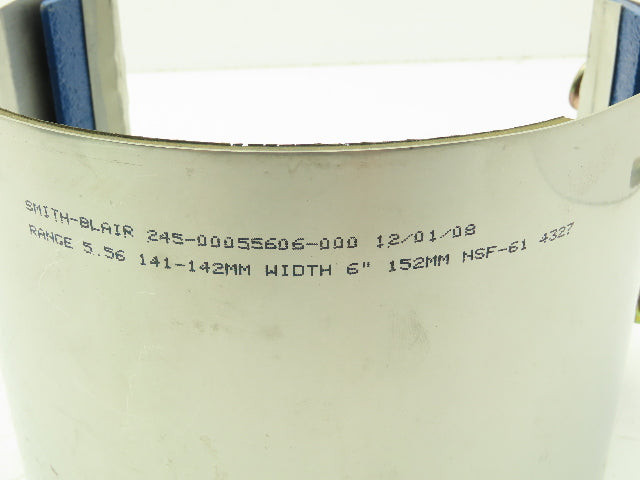 SMITH-BLAIR 245-00055606-000 12/01/08
RANGE 5.56 141-142MM WIDTH 6" 152MM NSF-61 4327